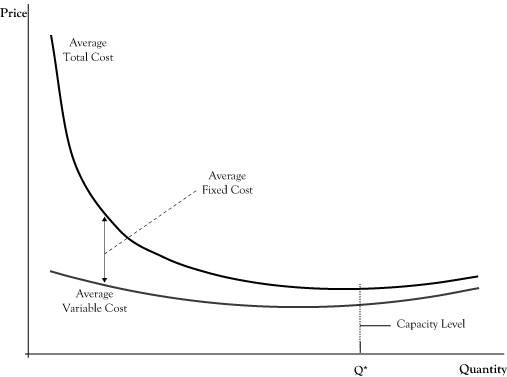 Price
Average
Total Cost
Average
Fixed Cost
Average
Variable Cost
Capacity Level
Q*
Quantity